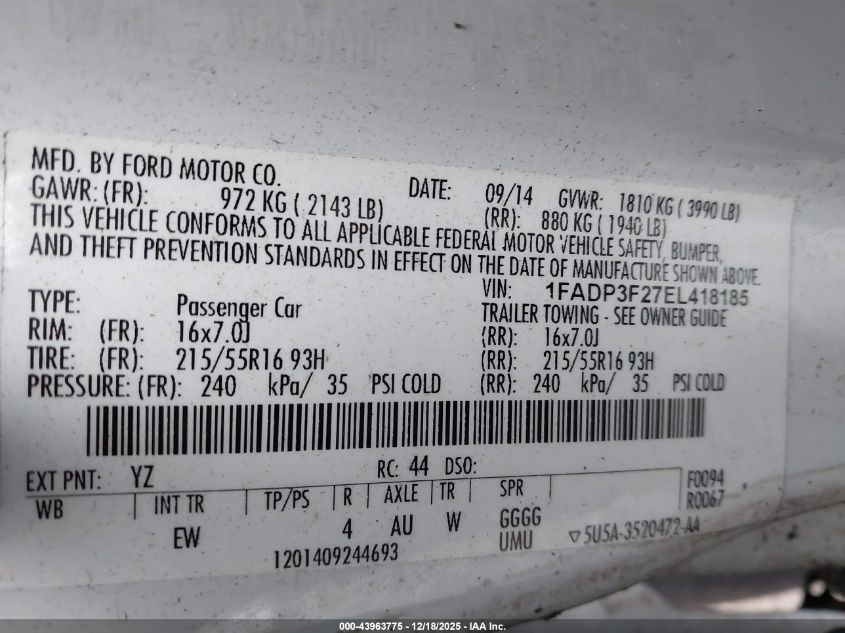 MFD. BY FORD MOTOR CO.
DATE: 09/14 GVWR: 1810 KG ( 3990 LB)
GAWR: (FR): 972 KG ( 2143 LB) (RR): 880 KG ( 1940 LB)
THIS VEHICLE CONFORMS TO ALL APPLICABLE FEDERAL MOTOR VEHICLE SAFETY, BUMPER,
AND THEFT PREVENTION STANDARDS IN EFFECT ON THE DATE OF MANUFACTURE SHOWN ABOVE.
VIN: 1FADP3F27EL418185
TYPE: Passenger Car TRAILER TOWING - SEE OWNER GUIDE
RIM: (FR): 16x7.0J (RR): 16x7.0J
TIRE: (FR): 215/55R16 93H (RR): 215/55R16 93H
PRESSURE: (FR): 240 kPa/ 35 PSI COLD (RR): 240 kPa/ 35 PSI COLD
EXT PNT: YZ RC: 44 DSO: F0094
WB INT TR TP/PS R AXLE TR SPR R0067
EW 4 AU W GGGG
UMU ▽5U5A-3520472-AA
1201409244693
000-43963775 - 12/18/2025 - IAA Inc.